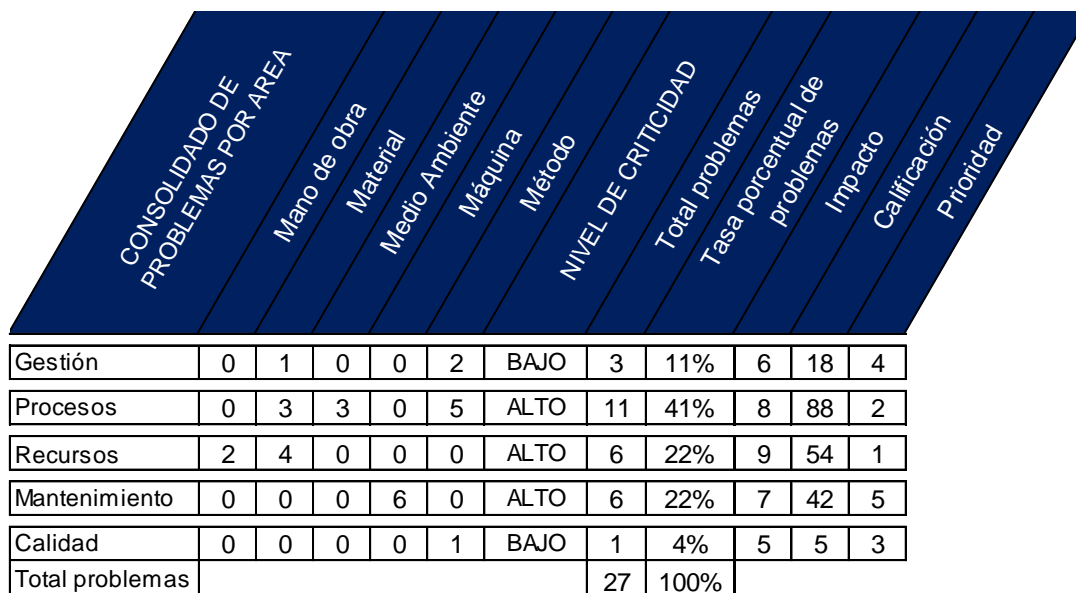 CONSOLIDADO DE
PROBLEMAS POR AREA
Mano de obra
Material
Medio Ambiente
Máquina
Método
NIVEL DE CRITICIDAD
Total problemas
Tasa porcentual de
problemas
Impacto
Calificación
Prioridad
Gestión 0 1 0 0 2 BAJO 3 11% 6 18 4
Procesos 0 3 3 0 5 ALTO 11 41% 8 88 2
Recursos 2 4 0 0 0 ALTO 6 22% 9 54 1
Mantenimiento 0 0 0 6 0 ALTO 6 22% 7 42 5
Calidad 0 0 0 0 1 BAJO 1 4% 5 5 3
Total problemas 27 100%